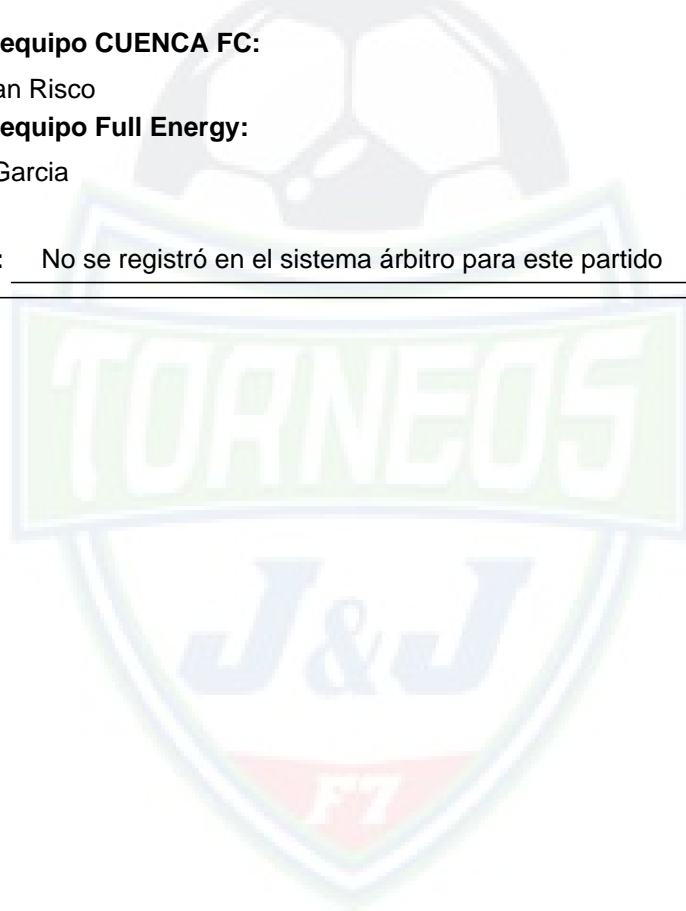 equipo CUENCA FC:
an Risco
equipo Full Energy:
Garcia
: No se registró en el sistema árbitro para este partido
TORNEOS
J&J
F7